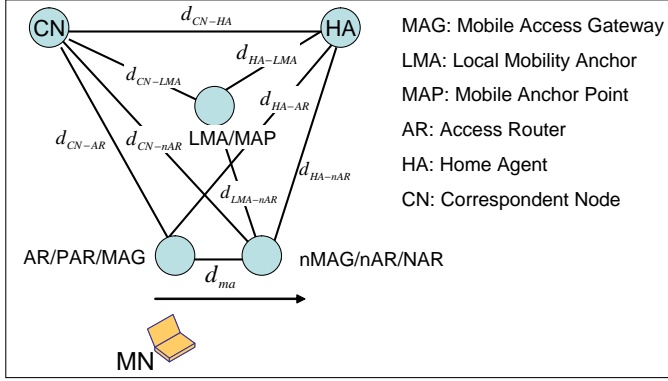 d_{CN-HA}
CN
HA
MAG: Mobile Access Gateway
LMA: Local Mobility Anchor
MAP: Mobile Anchor Point
AR: Access Router
HA: Home Agent
CN: Correspondent Node
d_{CN-LMA}
d_{HA-LMA}
d_{HA-AR}
LMA/MAP
d_{CN-AR}
d_{CN-nAR}
d_{HA-nAR}
d_{LMA-nAR}
AR/PAR/MAG
nMAG/nAR/NAR
d_{ma}
MN